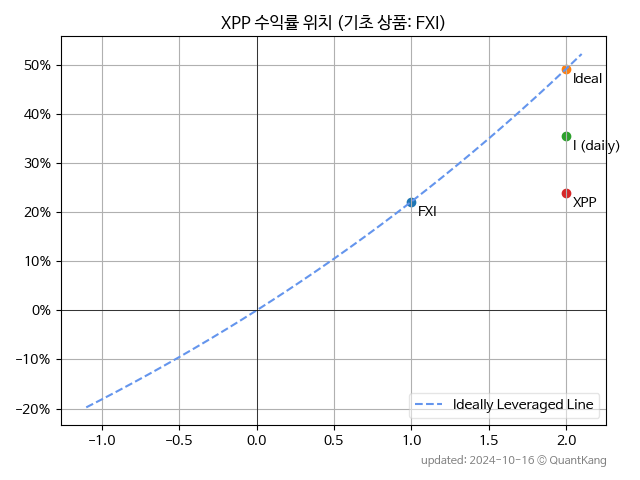 XPP 수익률 위치 (기초 상품: FXI)
50%
40%
30%
20%
10%
0%
-10%
-20%
Ideal
I (daily)
XPP
FXI
Ideally Leveraged Line
-1.0 -0.5 0.0 0.5 1.0 1.5 2.0
updated: 2024-10-16 © QuantKang